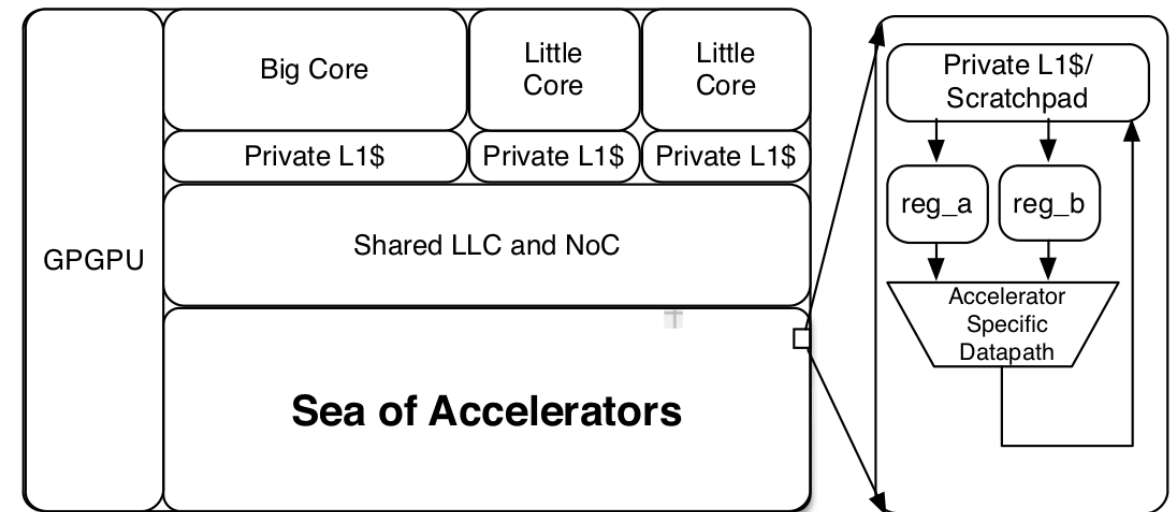 GPGPU
Big Core
Little
Core
Little
Core
Private L1$
Private L1$
Private L1$
Shared LLC and NoC
Sea of Accelerators
Private L1$/
Scratchpad
reg_a
reg_b
Accelerator
Specific
Datapath